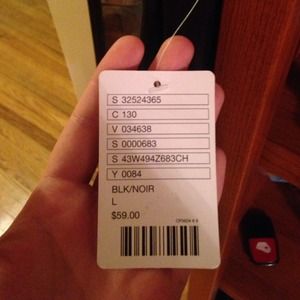 S 32524365
C 130
V 034638
S 0000683
S 43W494Z683CH
Y 0084
BLK/NOIR
L
$59.00